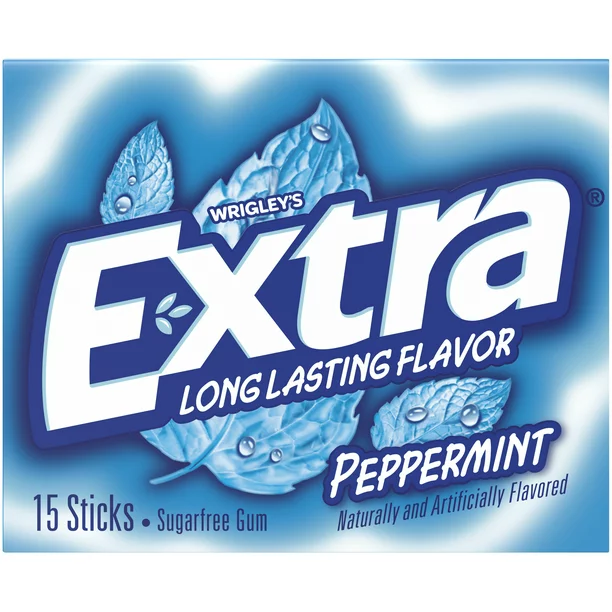 WRIGLEY'S
Extra®
LONG LASTING FLAVOR
PEPPERMINT
Naturally and Artificially Flavored
15 Sticks • Sugarfree Gum